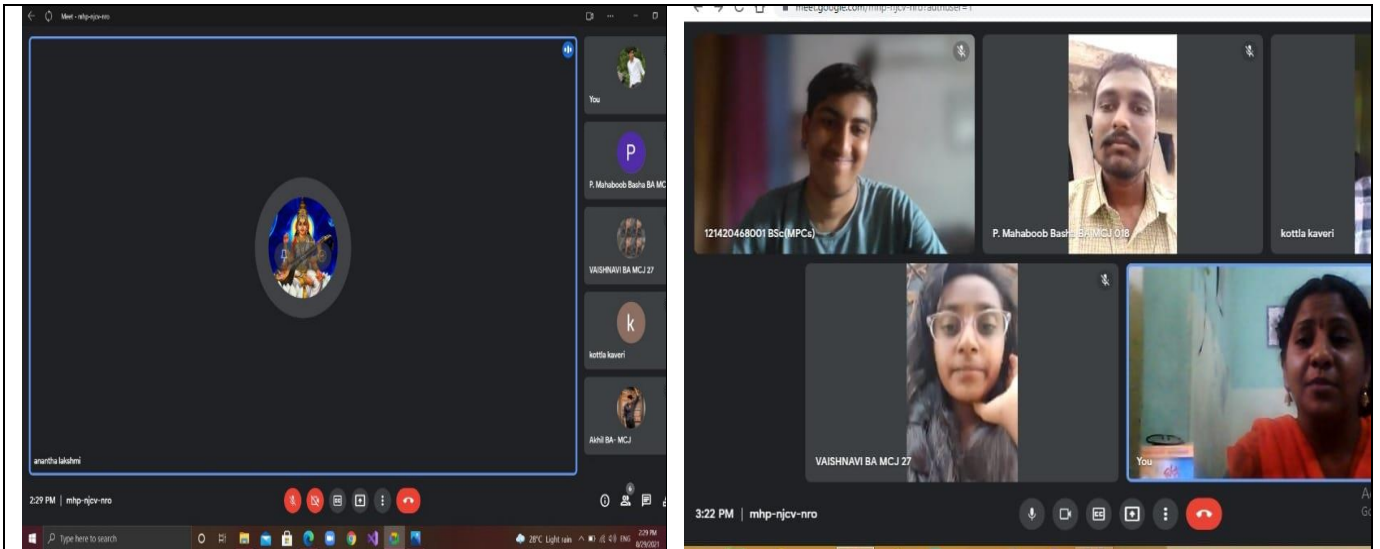 Meet - mhp-njcv-nro
You
P
P. Mahaboob Basha BA MC
VAISHNAVI BA MCJ 27
k
kottla kaveri
Akhil BA- MCJ
anantha lakshmi
2:29 PM | mhp-njcv-nro
6
Type here to search
28°C Light rain
ENG
2:29 PM
8/29/2021
meet.google.com/mhp-njcv-nro?authuser=1
121420468001 BSc(MPCs)
P. Mahaboob Basha BA MCJ 018
kottla kaveri
VAISHNAVI BA MCJ 27
You
3:22 PM | mhp-njcv-nro